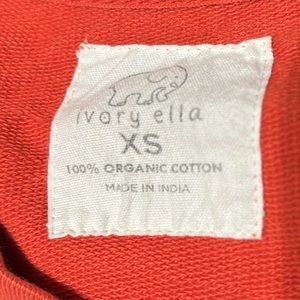 ivory ella
XS
100% ORGANIC COTTON
MADE IN INDIA